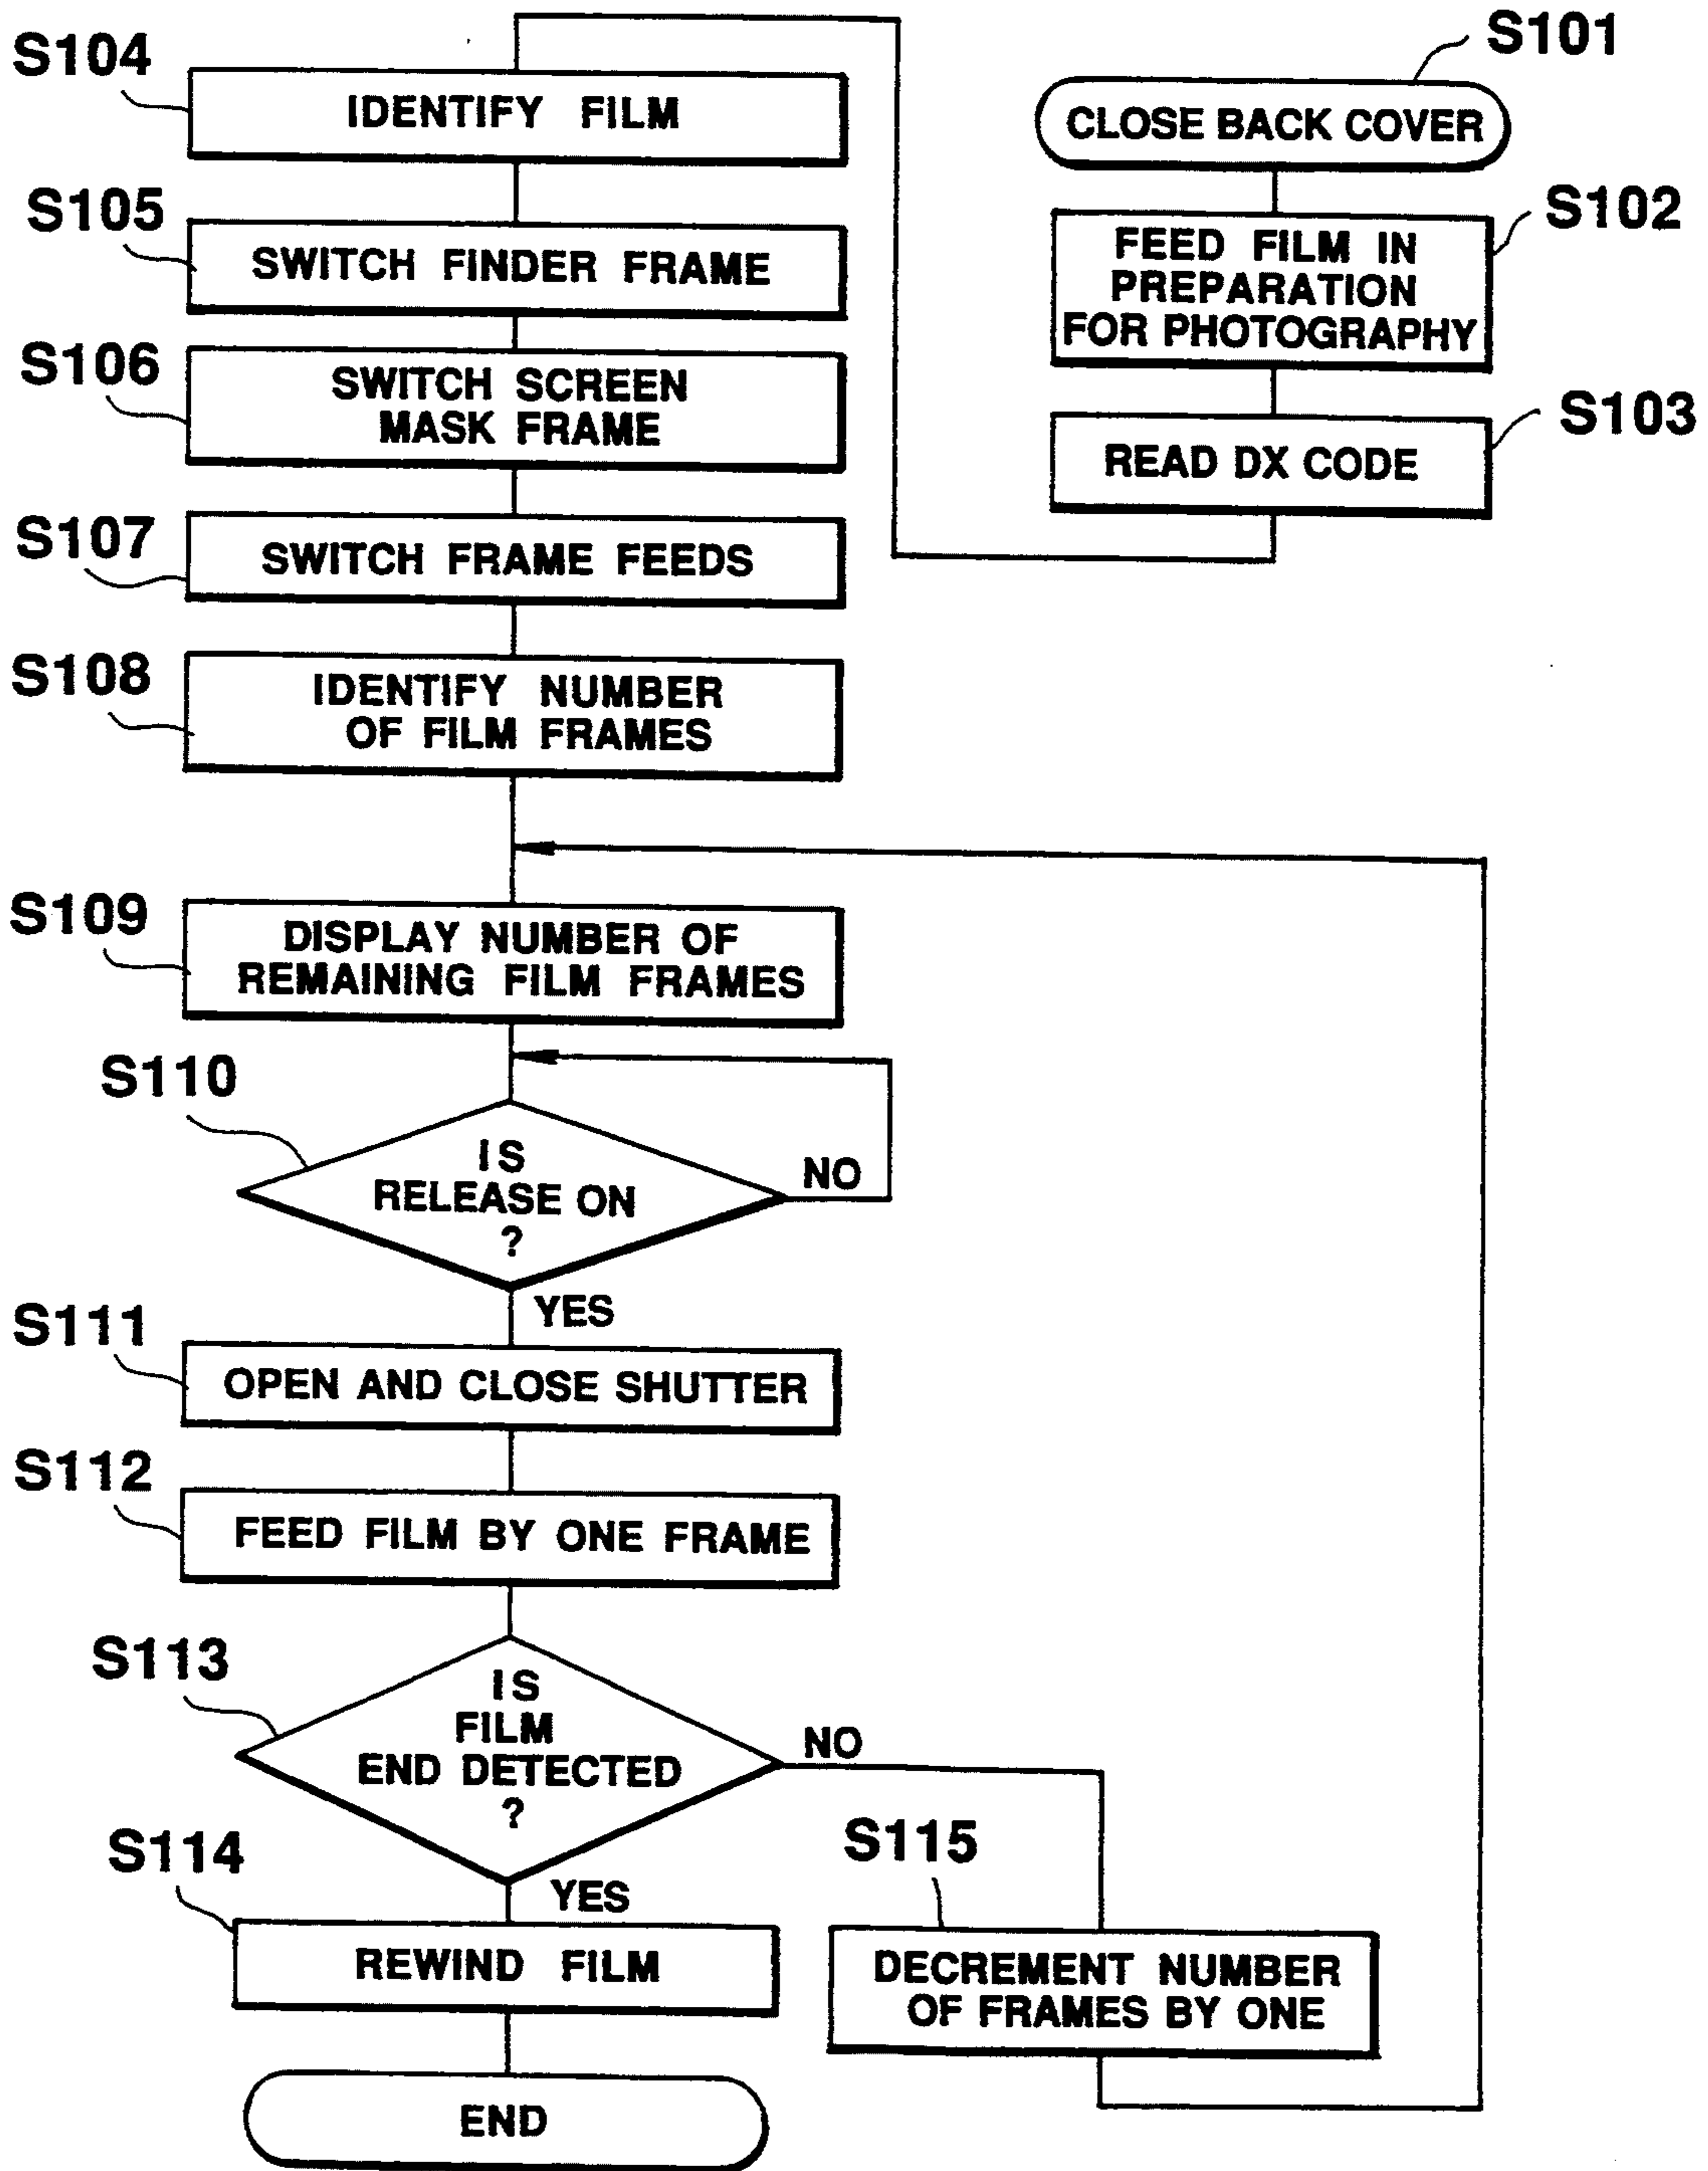 S101
CLOSE BACK COVER
S102
FEED FILM IN
PREPARATION
FOR PHOTOGRAPHY
S103
READ DX CODE
S104
IDENTIFY FILM
S105
SWITCH FINDER FRAME
S106
SWITCH SCREEN
MASK FRAME
S107
SWITCH FRAME FEEDS
S108
IDENTIFY NUMBER
OF FILM FRAMES
S109
DISPLAY NUMBER OF
REMAINING FILM FRAMES
S110
IS
RELEASE ON
?
NO
YES
S111
OPEN AND CLOSE SHUTTER
S112
FEED FILM BY ONE FRAME
S113
IS
FILM
END DETECTED
?
NO
YES
S114
REWIND FILM
S115
DECREMENT NUMBER
OF FRAMES BY ONE
END